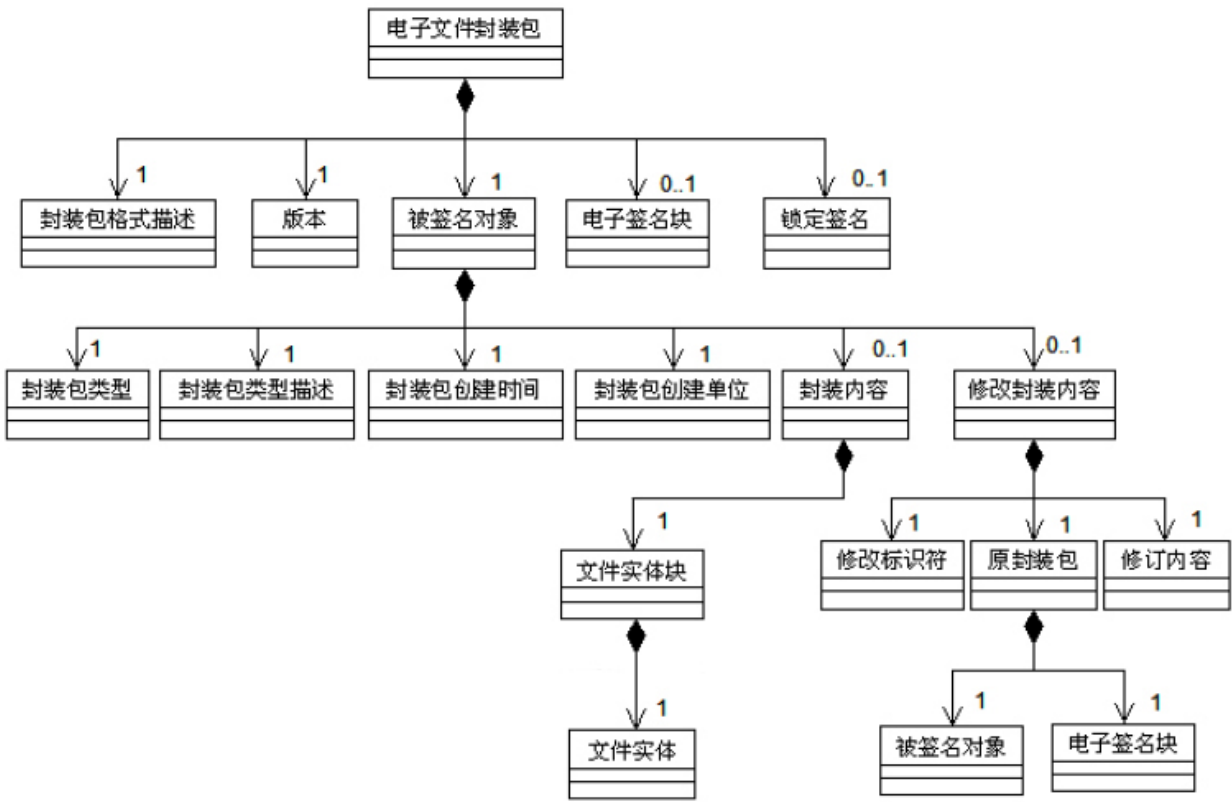 电子文件封装包
1
1
1
0..1
0..1
封装包格式描述
版本
被签名对象
电子签名块
锁定签名
1
1
1
1
0..1
0..1
封装包类型
封装包类型描述
封装包创建时间
封装包创建单位
封装内容
修改封装内容
1
1
1
1
文件实体块
修改标识符
原封装包
修订内容
1
1
1
文件实体
被签名对象
电子签名块